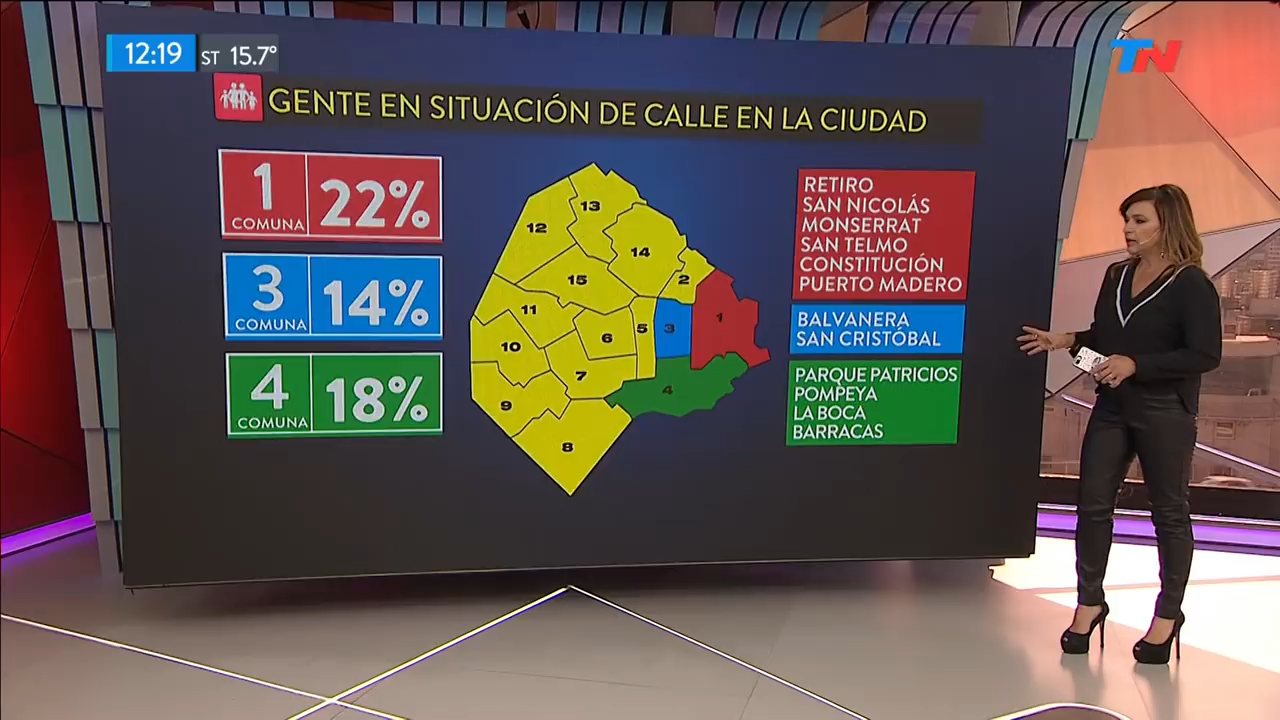 12:19 ST 15.7°
TN
GENTE EN SITUACIÓN DE CALLE EN LA CIUDAD
1
COMUNA
22%
3
COMUNA
14%
4
COMUNA
18%
13
12
14
15
2
11
1
5
3
6
10
7
4
9
8
RETIRO
SAN NICOLÁS
MONSERRAT
SAN TELMO
CONSTITUCIÓN
PUERTO MADERO
BALVANERA
SAN CRISTÓBAL
PARQUE PATRICIOS
POMPEYA
LA BOCA
BARRACAS